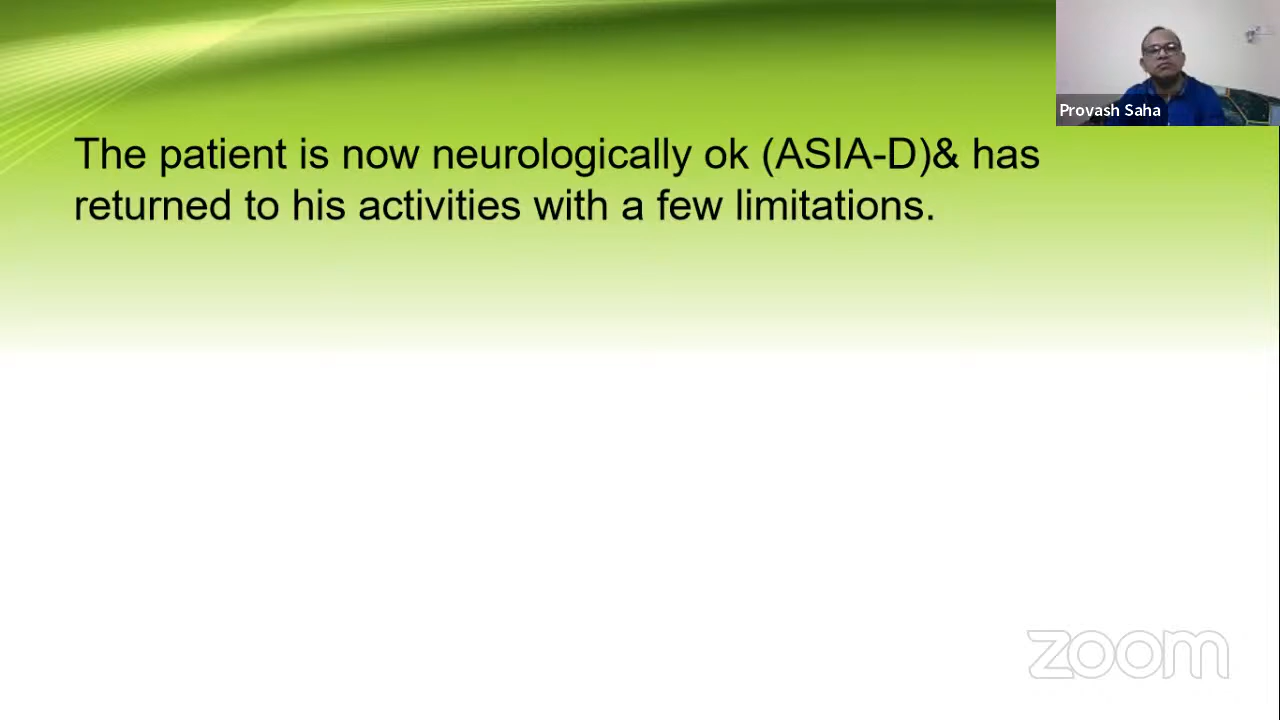 Provash Saha
The patient is now neurologically ok (ASIA-D)& has
returned to his activities with a few limitations.
zoom